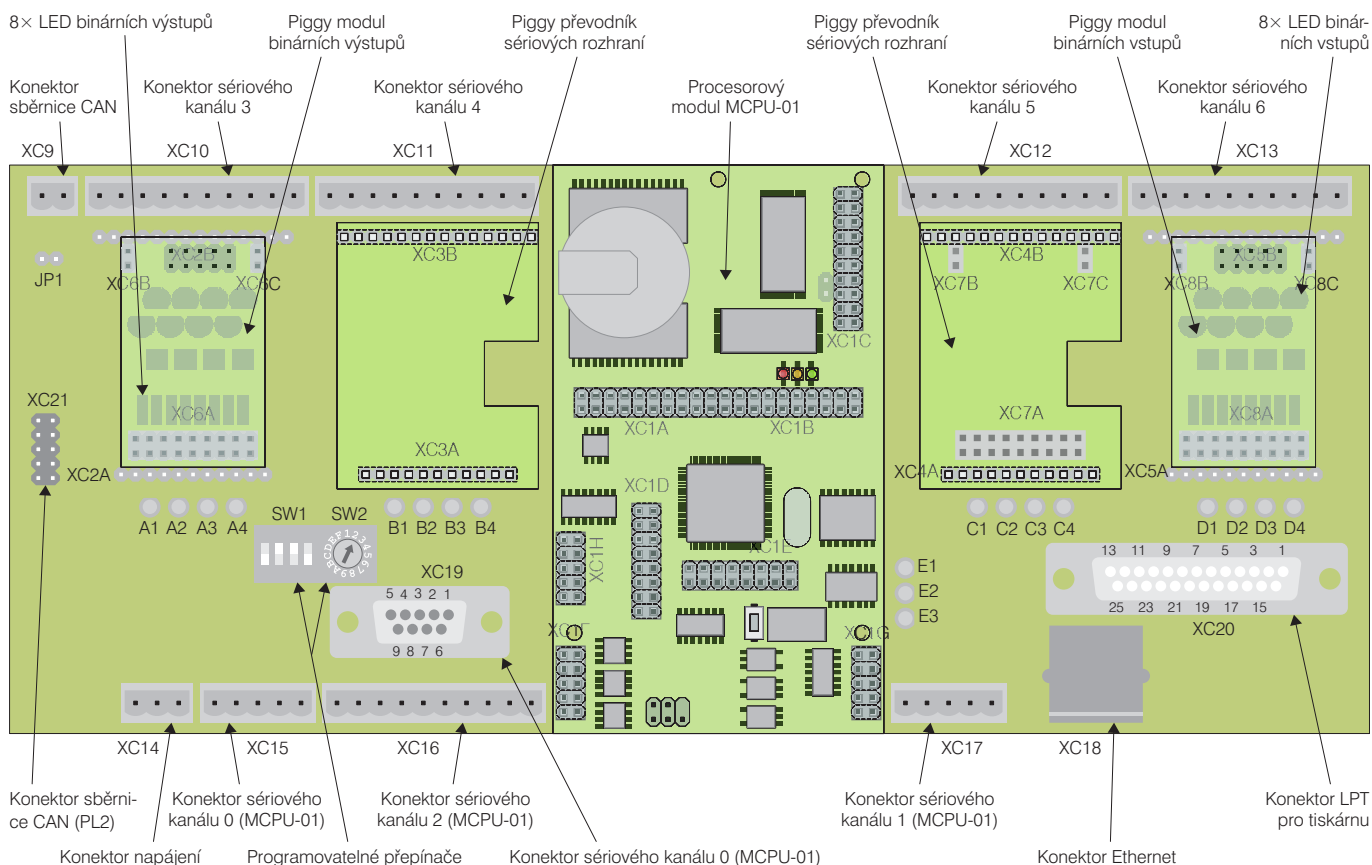 8× LED binárních výstupů
Piggy modul
binárních výstupů
Piggy převodník
sériových rozhraní
Piggy převodník
sériových rozhraní
Piggy modul
binárních vstupů
8× LED binár-
ních vstupů
Konektor
sběrnice CAN
Konektor sériového
kanálu 3
Konektor sériového
kanálu 4
Procesorový
modul MCPU-01
Konektor sériového
kanálu 5
Konektor sériového
kanálu 6
XC9
XC10
XC11
XC12
XC13
JP1
XC6B
XC2B
XC6C
XC3B
XC1C
XC7B
XC4B
XC7C
XC8B
XC5B
XC8C
XC21
XC6A
XC2A
XC3A
XC1A
XC1B
XC7A
XC4A
XC8A
XC5A
A1 A2 A3 A4
SW1
SW2
B1 B2 B3 B4
XC1D
XC1H
XC1E
C1 C2 C3 C4
D1 D2 D3 D4
E1
E2
E3
XC19
5 4 3 2 1
9 8 7 6
13 11 9 7 5 3 1
25 23 21 19 17 15
XC20
XC1F
XC1G
XC14
XC15
XC16
XC17
XC18
Konektor sběrni-
ce CAN (PL2)
Konektor sériového
kanálu 0 (MCPU-01)
Konektor sériového
kanálu 2 (MCPU-01)
Konektor sériového
kanálu 1 (MCPU-01)
Konektor LPT
pro tiskárnu
Konektor napájení
Programovatelné přepínače
Konektor sériového kanálu 0 (MCPU-01)
Konektor Ethernet